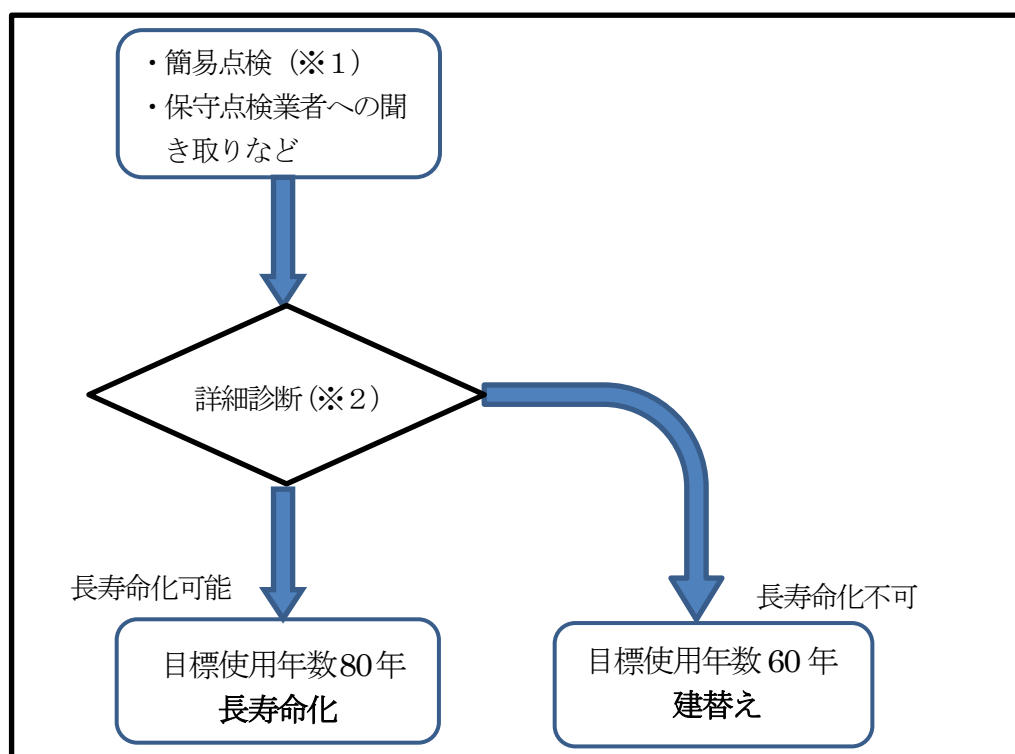 ・簡易点検（※１）
・保守点検業者への聞
き取りなど
詳細診断（※２）
長寿命化可能
長寿命化不可
目標使用年数80年
長寿命化
目標使用年数 60 年
建替え